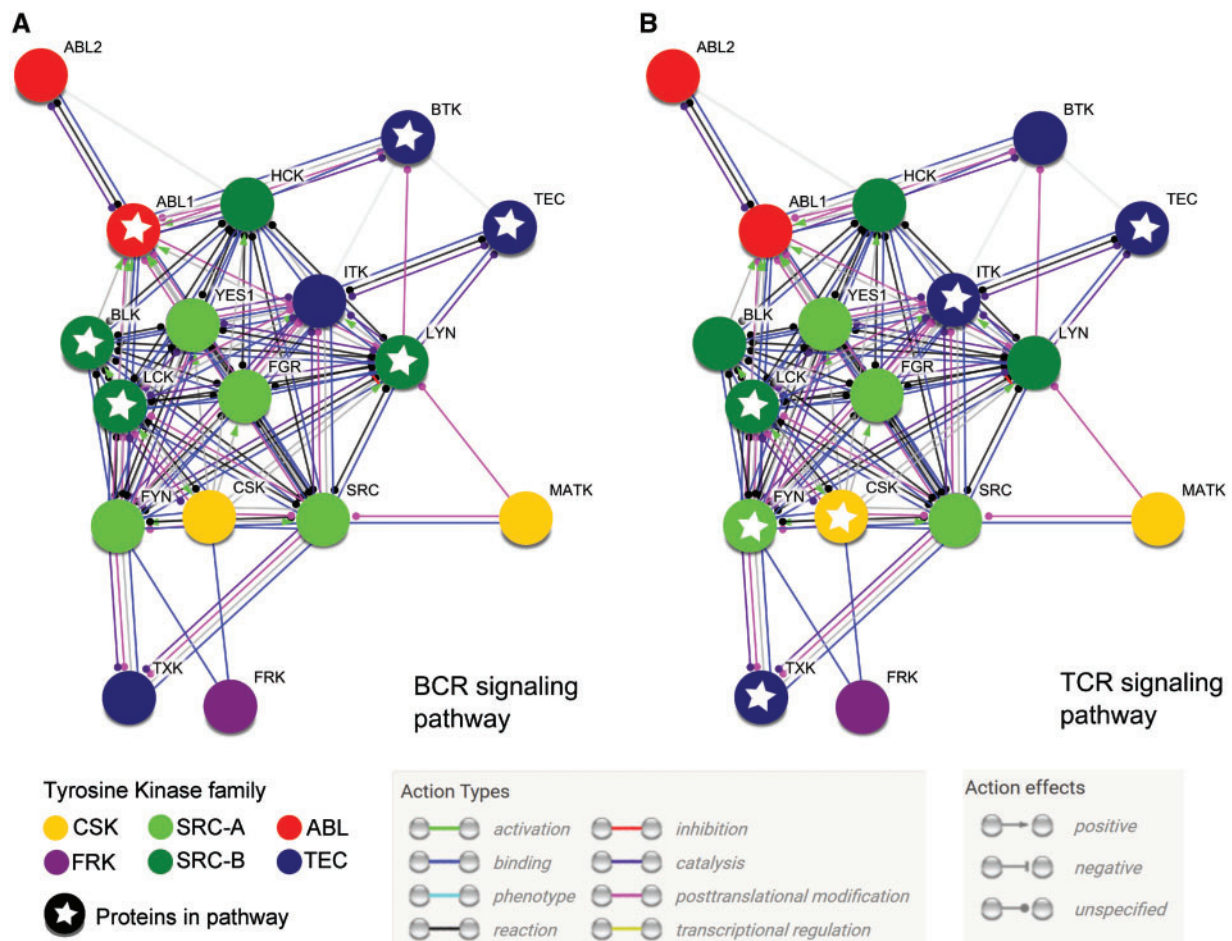 A
ABL2
BTK
HCK
ABL1
TEC
ITK
YES1
BLK
LYN
LCK
FGR
FYN
CSK
SRC
MATK
TXK
FRK
BCR signaling
pathway
B
ABL2
BTK
HCK
ABL1
TEC
ITK
YES1
BLK
LYN
LCK
FGR
FYN
CSK
SRC
MATK
TXK
FRK
TCR signaling
pathway
Tyrosine Kinase family
CSK SRC-A ABL
FRK SRC-B TEC
Proteins in pathway
Action Types
activation inhibition
binding catalysis
phenotype posttranslational modification
reaction transcriptional regulation
Action effects
positive
negative
unspecified